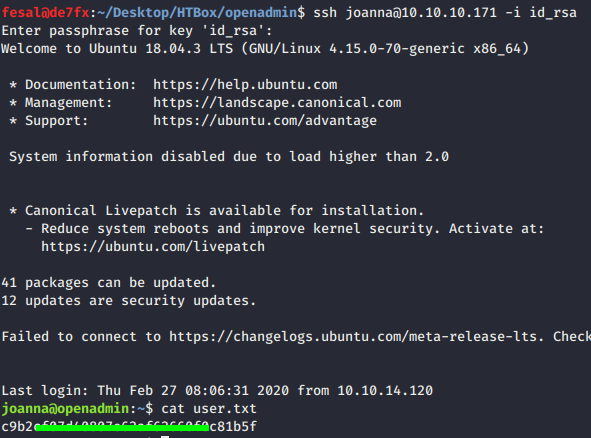 fesal@de7fx:~/Desktop/HTBox/openadmin$ ssh joanna@10.10.10.171 -i id_rsa
Enter passphrase for key 'id_rsa':
Welcome to Ubuntu 18.04.3 LTS (GNU/Linux 4.15.0-70-generic x86_64)
* Documentation:  https://help.ubuntu.com
* Management:     https://landscape.canonical.com
* Support:        https://ubuntu.com/advantage
System information disabled due to load higher than 2.0
* Canonical Livepatch is available for installation.
- Reduce system reboots and improve kernel security. Activate at:
https://ubuntu.com/livepatch
41 packages can be updated.
12 updates are security updates.
Failed to connect to https://changelogs.ubuntu.com/meta-release-lts. Check
Last login: Thu Feb 27 08:06:31 2020 from 10.10.14.120
joanna@openadmin:~$ cat user.txt